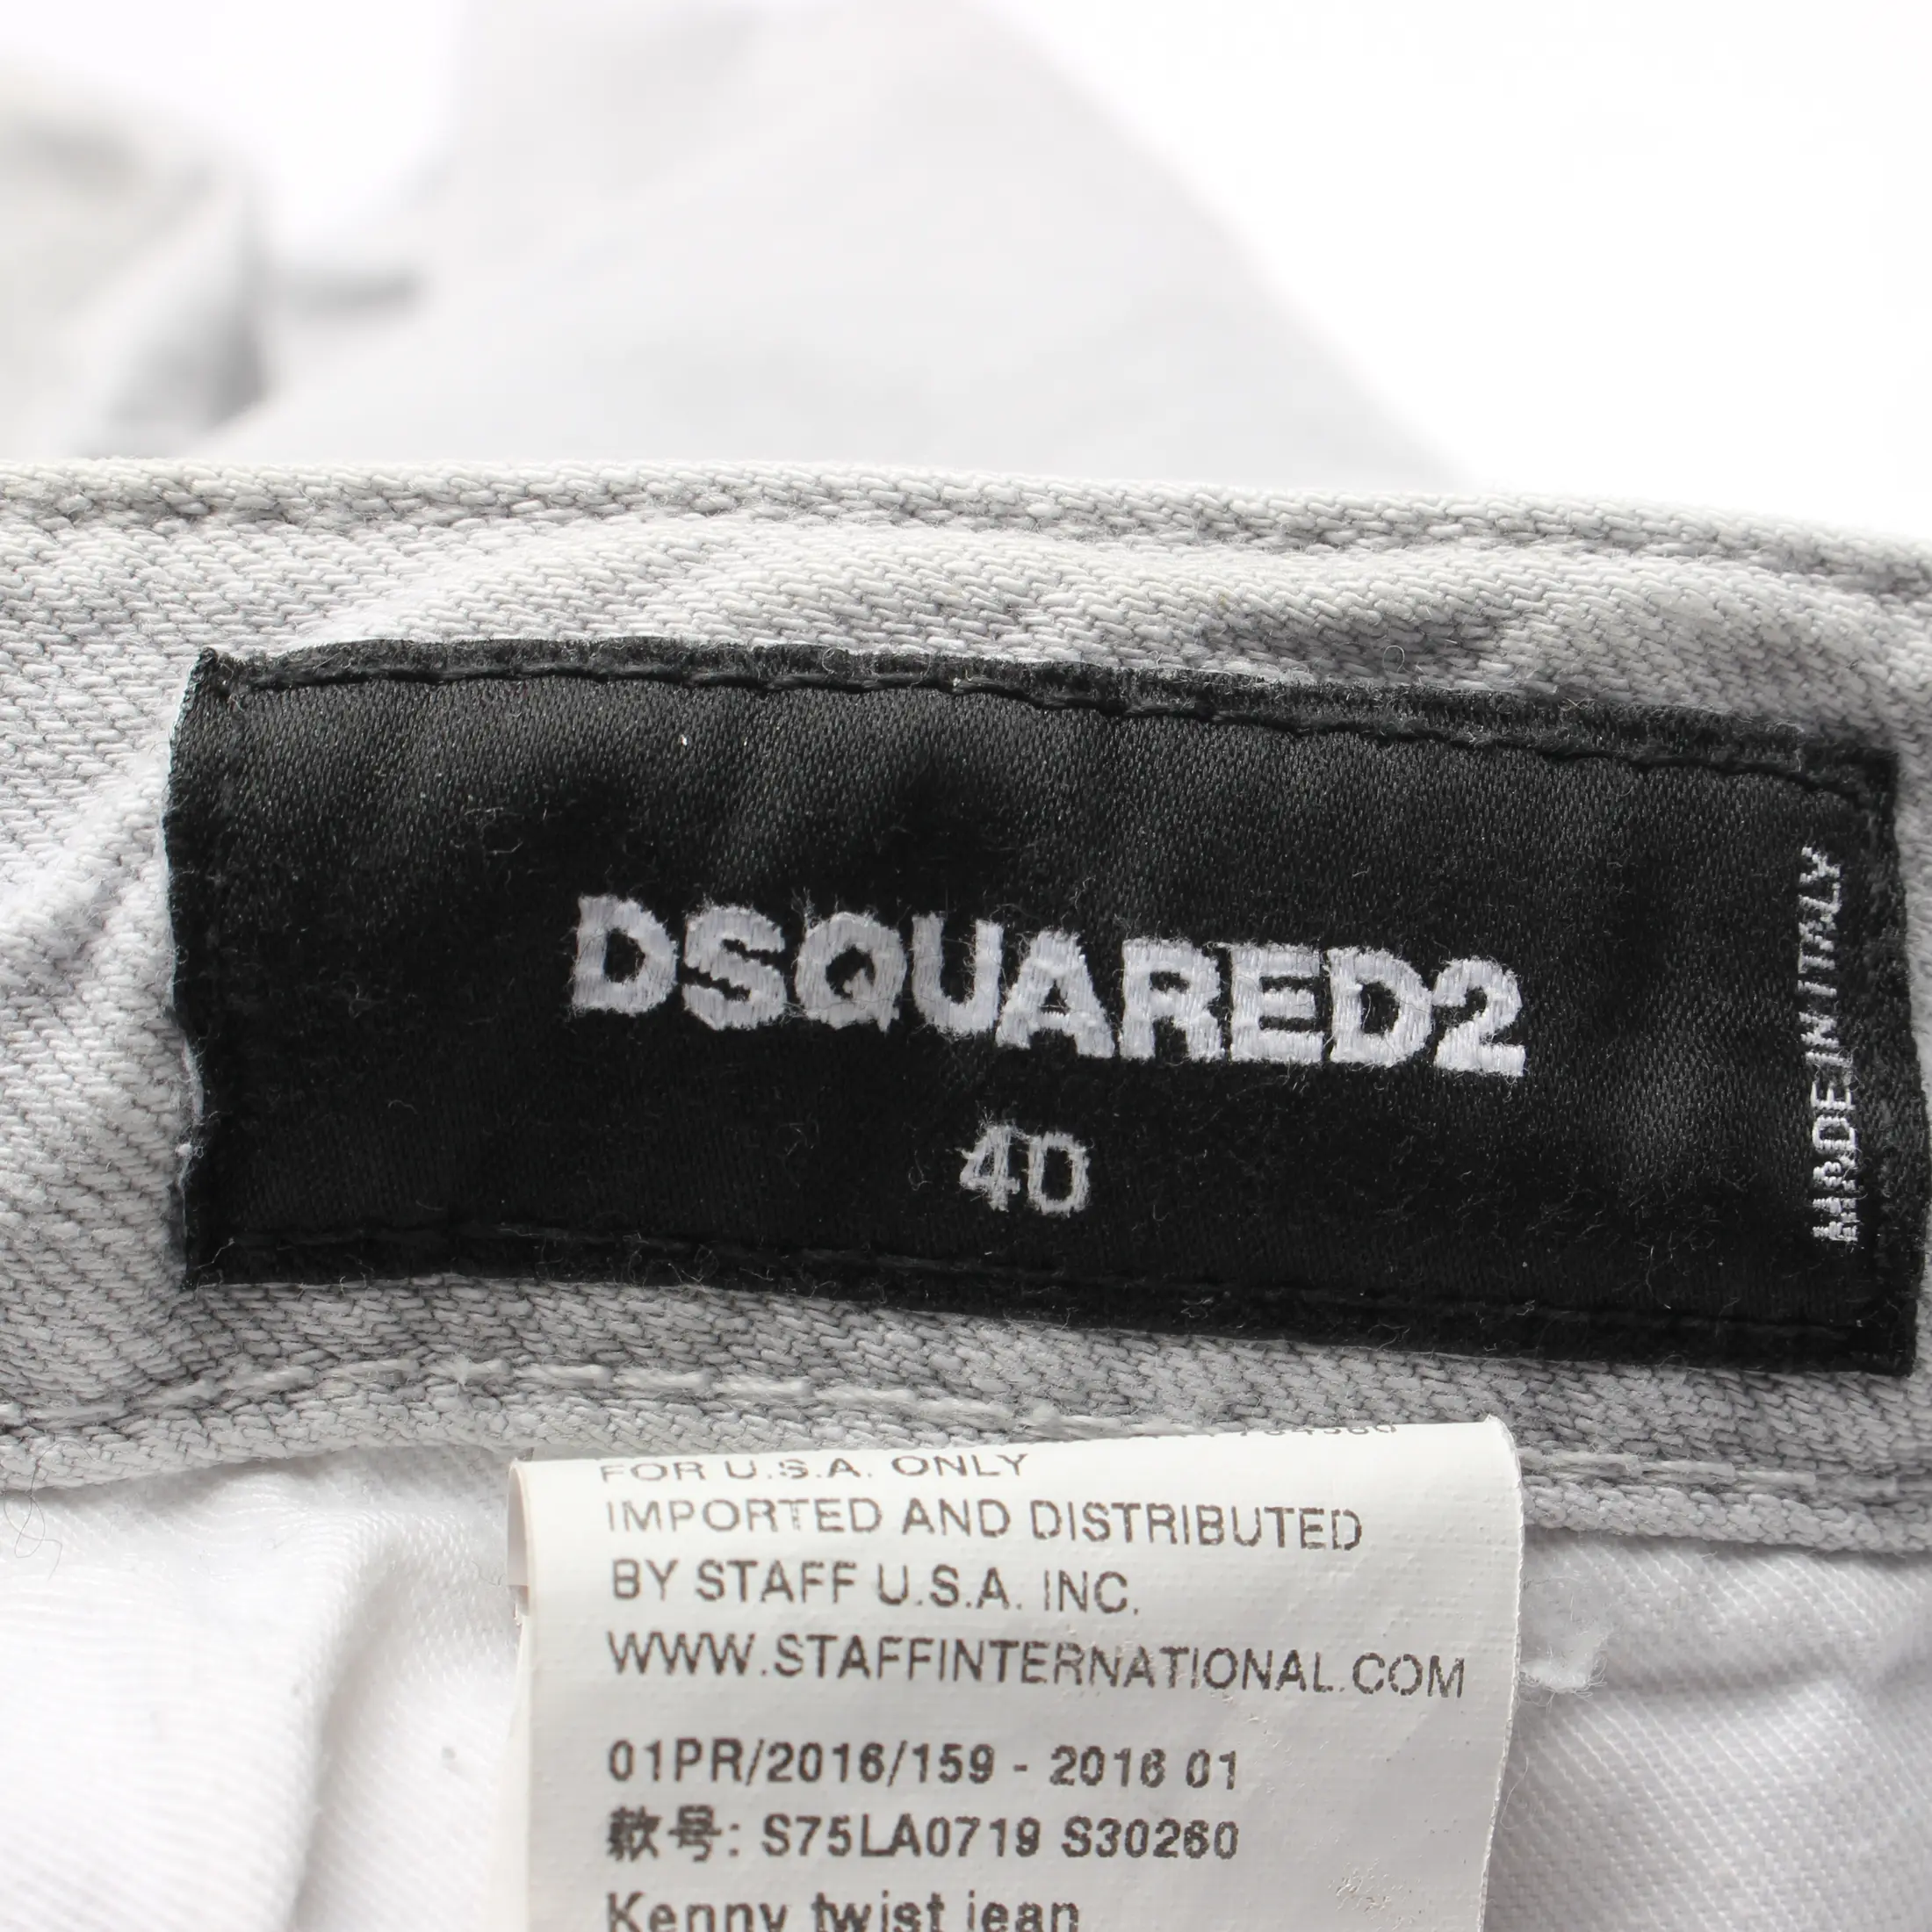 DSQUARED2
40
MADE IN ITALY
FOR U.S.A. ONLY
IMPORTED AND DISTRIBUTED
BY STAFF U.S.A. INC.
WWW.STAFFINTERNATIONAL.COM
01PR/2016/159 - 2016 01
款号: S75LA0719 S30260
Kenny twist jean